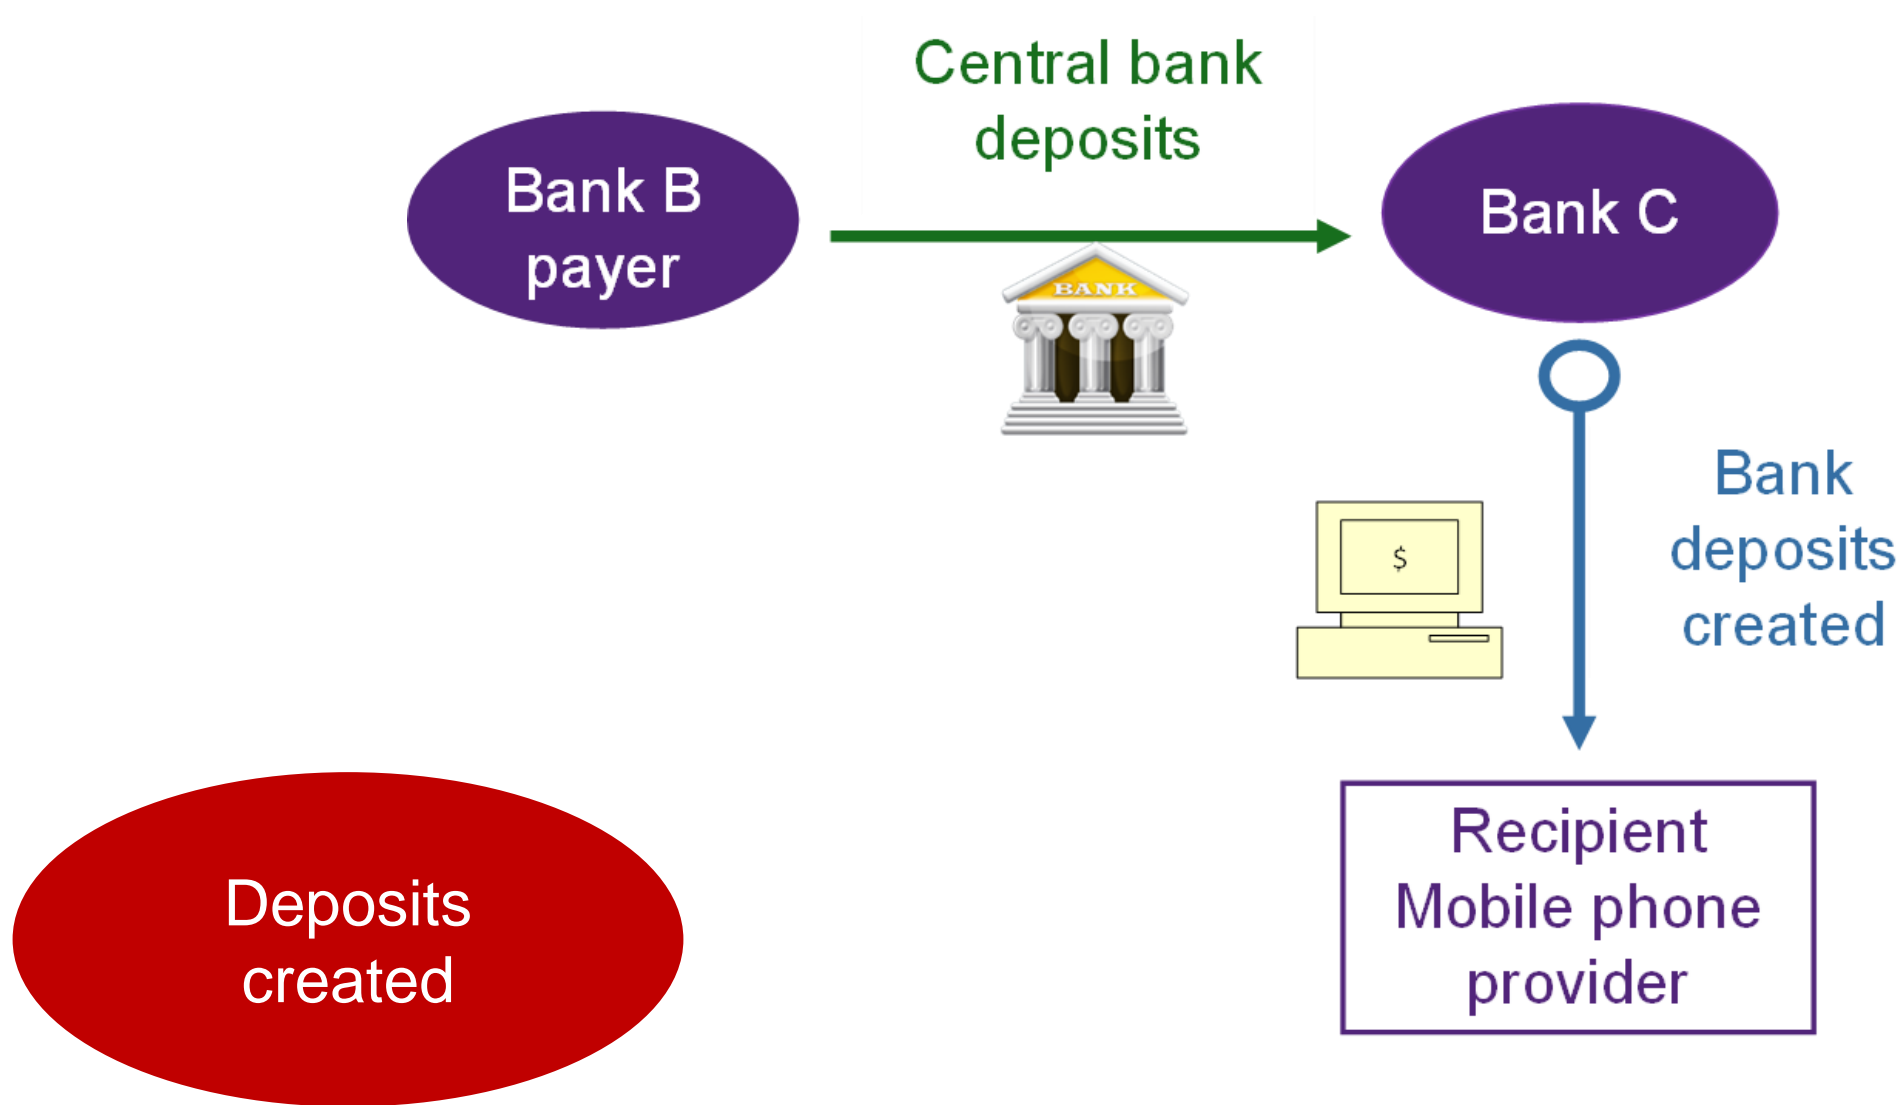 Central bank
deposits
Bank B
payer
Bank C
BANK
Bank
deposits
created
$
Recipient
Mobile phone
provider
Deposits
created